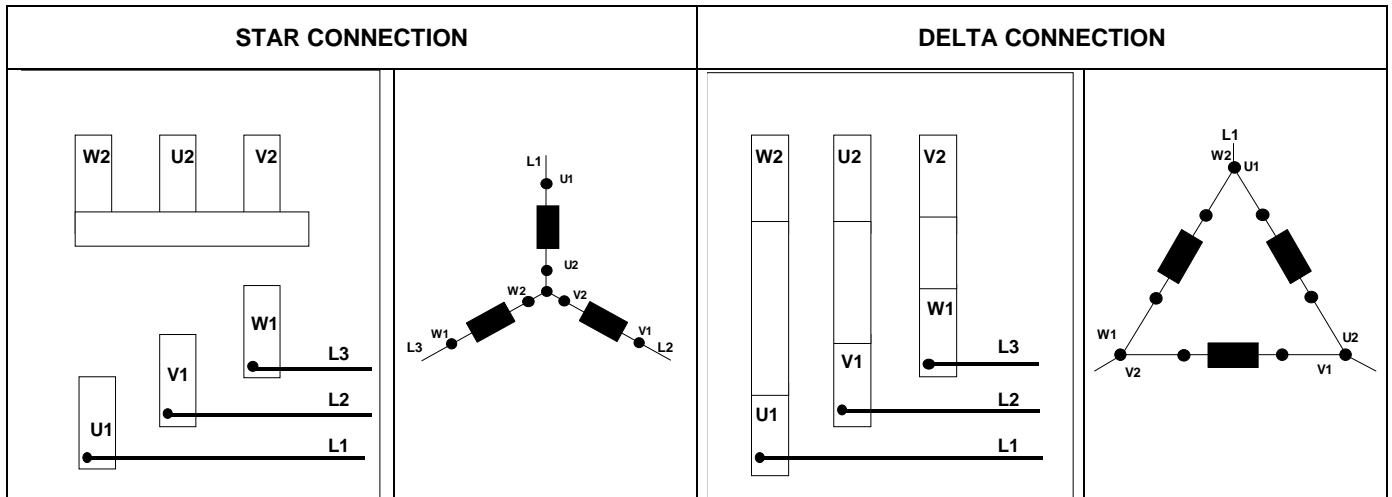 STAR CONNECTION
DELTA CONNECTION
W2 U2 V2
W1
L3
V1
L2
U1
L1
L1
U1
U2
W2 V2
W1 V1
L3 L2
W2 U2 V2
W1
L3
V1
L2
U1
L1
L1
W2 U1
W1 U2
V2 V1